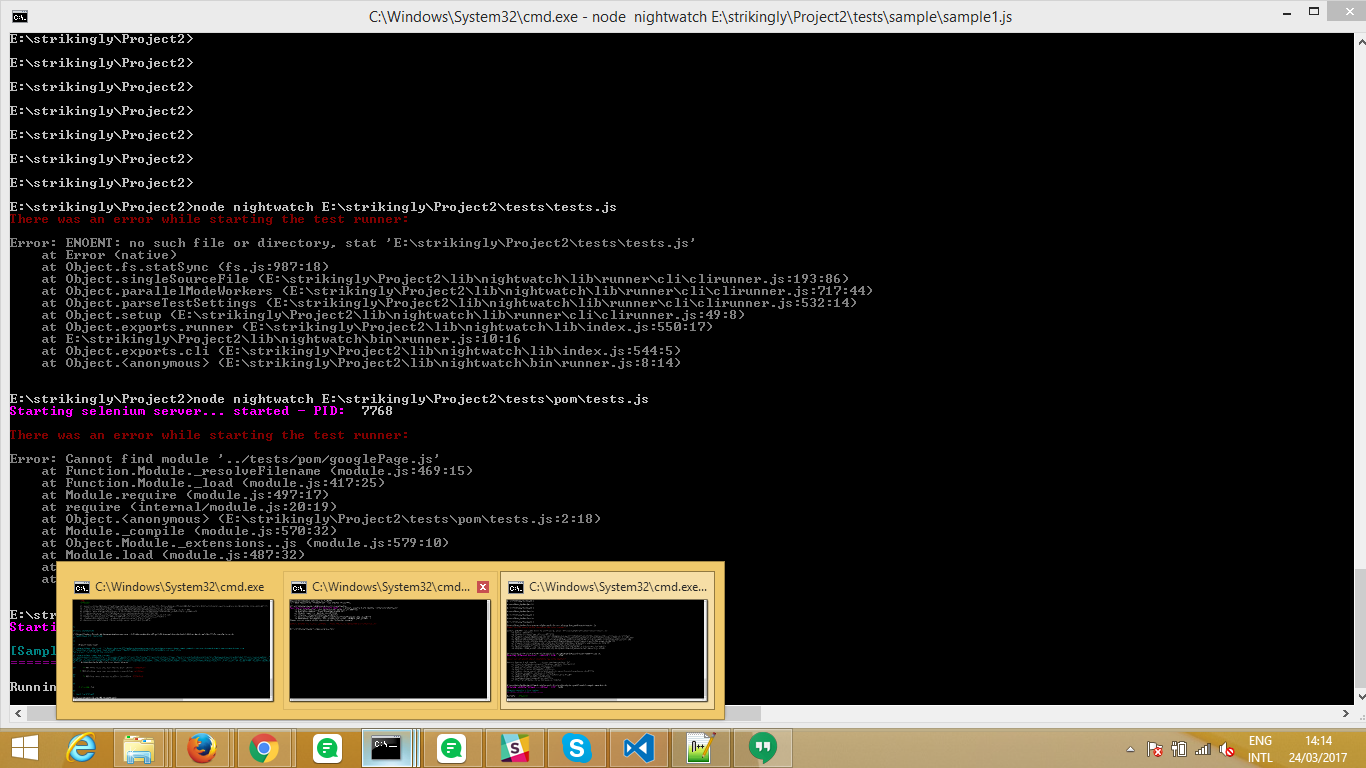 C:\Windows\System32\cmd.exe - node  nightwatch E:\strikingly\Project2\tests\sample\sample1.js
E:\strikingly\Project2>
E:\strikingly\Project2>
E:\strikingly\Project2>
E:\strikingly\Project2>
E:\strikingly\Project2>
E:\strikingly\Project2>
E:\strikingly\Project2>
E:\strikingly\Project2>node nightwatch E:\strikingly\Project2\tests\tests.js
There was an error while starting the test runner:
Error: ENOENT: no such file or directory, stat 'E:\strikingly\Project2\tests\tests.js'
at Error (native)
at Object.fs.statSync (fs.js:987:18)
at Object.singleSourceFile (E:\strikingly\Project2\lib\nightwatch\lib\runner\cli\clirunner.js:193:86)
at Object.parallelModeWorkers (E:\strikingly\Project2\lib\nightwatch\lib\runner\cli\clirunner.js:717:44)
at Object.parseTestSettings (E:\strikingly\Project2\lib\nightwatch\lib\runner\cli\clirunner.js:532:14)
at Object.setup (E:\strikingly\Project2\lib\nightwatch\lib\runner\cli\clirunner.js:49:8)
at Object.exports.runner (E:\strikingly\Project2\lib\nightwatch\lib\index.js:550:17)
at E:\strikingly\Project2\lib\nightwatch\bin\runner.js:10:16
at Object.exports.cli (E:\strikingly\Project2\lib\nightwatch\lib\index.js:544:5)
at Object.<anonymous> (E:\strikingly\Project2\lib\nightwatch\bin\runner.js:8:14)
E:\strikingly\Project2>node nightwatch E:\strikingly\Project2\tests\pom\tests.js
Starting selenium server... started - PID:  7768
There was an error while starting the test runner:
Error: Cannot find module '../tests/pom/googlePage.js'
at Function.Module._resolveFilename (module.js:469:15)
at Function.Module._load (module.js:417:25)
at Module.require (module.js:497:17)
at require (internal/module.js:20:19)
at Object.<anonymous> (E:\strikingly\Project2\tests\pom\tests.js:2:18)
at Module._compile (module.js:570:32)
at Object.Module._extensions..js (module.js:579:10)
at Module.load (module.js:487:32)
at
at
C:\Windows\System32\cmd.exe
C:\Windows\System32\cmd...
C:\Windows\System32\cmd.exe...
E:\str
Starti
[Sampl
======
Runnin
ENG
INTL
14:14
24/03/2017